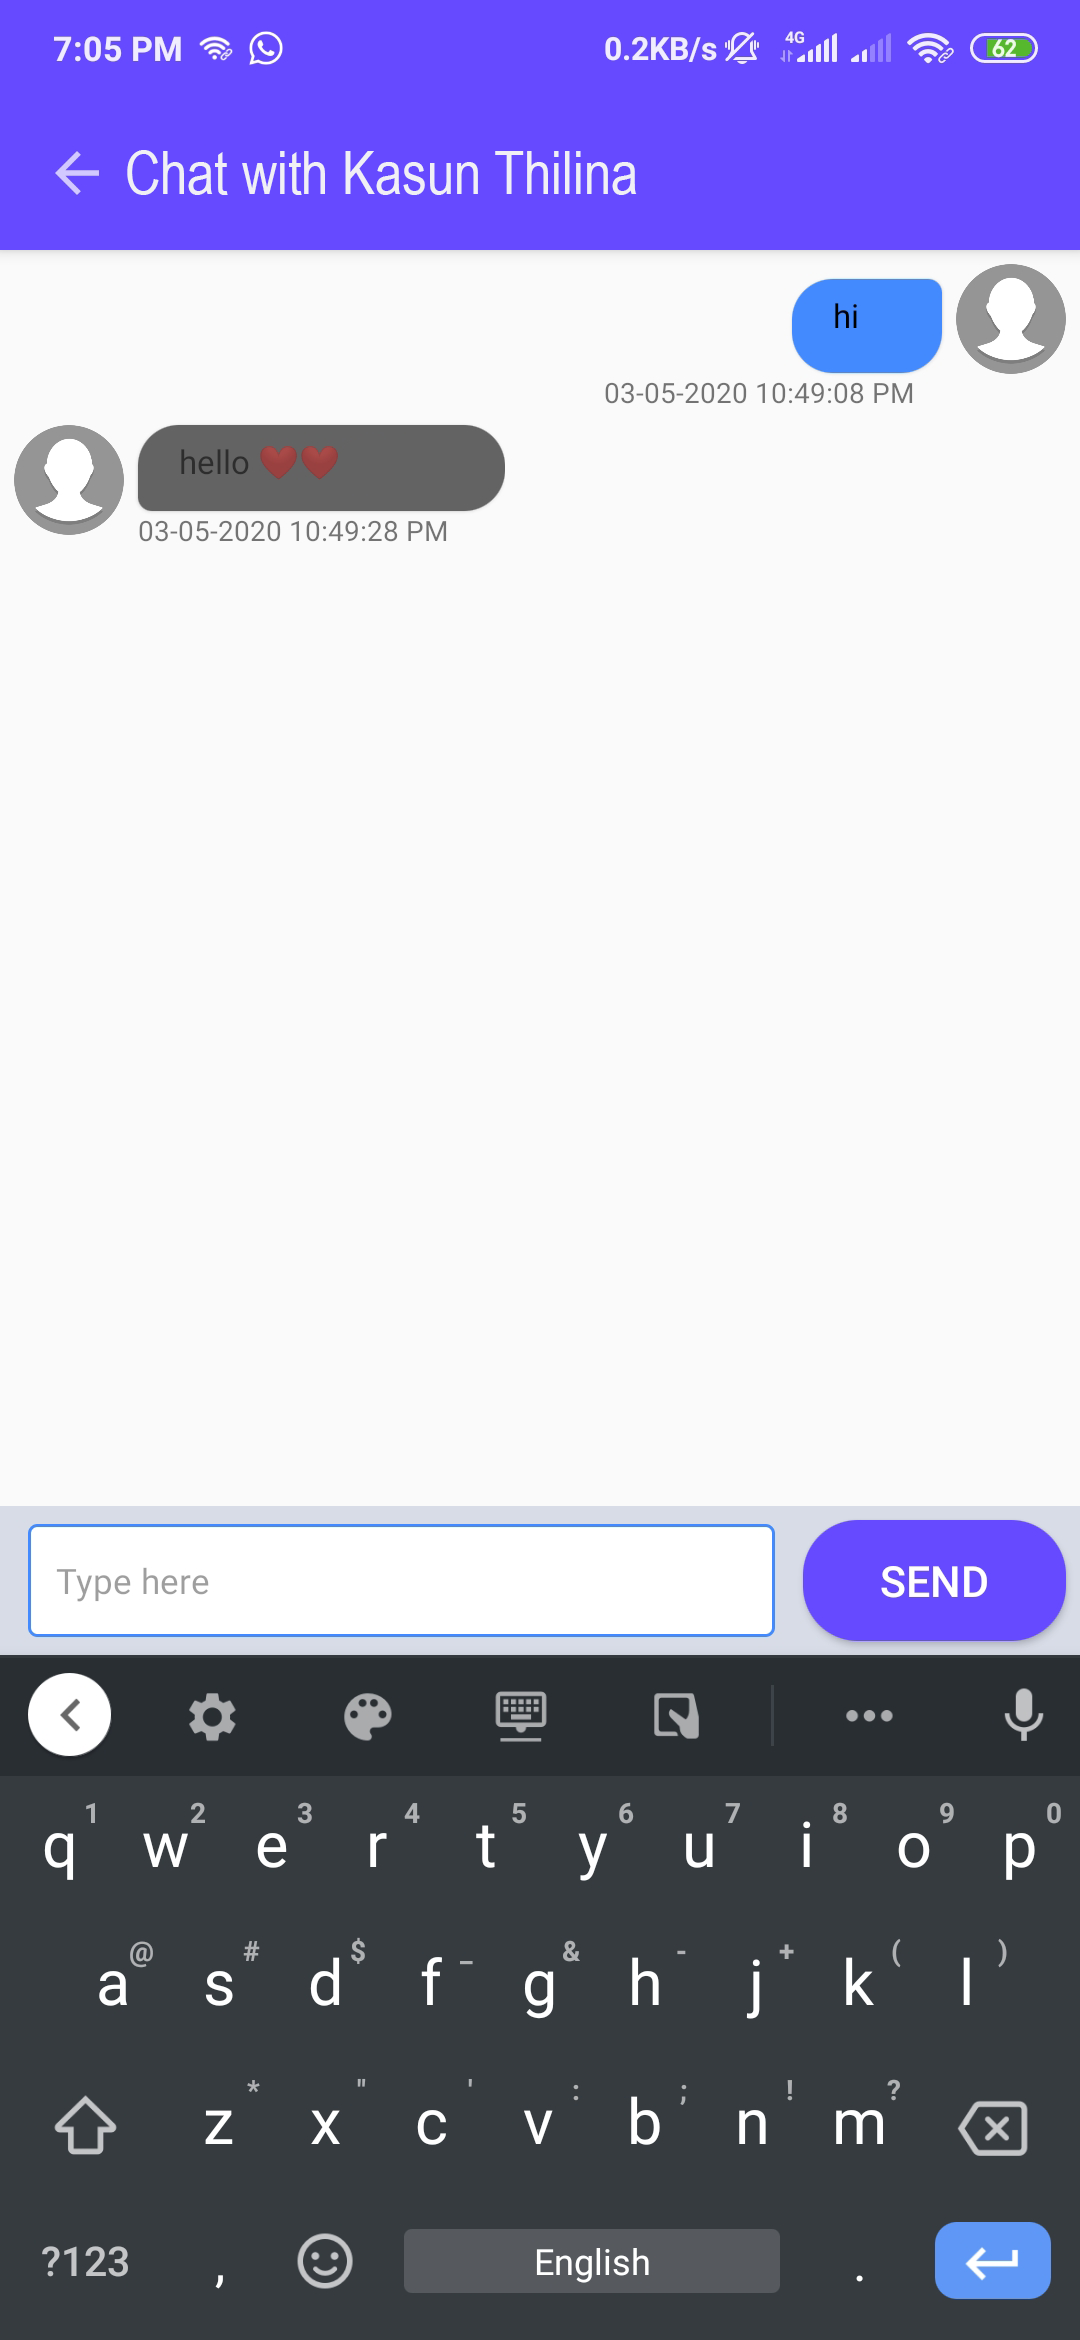 7:05 PM 0.2KB/s 4G 62
Chat with Kasun Thilina
hi
03-05-2020 10:49:08 PM
hello ❤️❤️
03-05-2020 10:49:28 PM
Type here SEND
1 2 3 4 5 6 7 8 9 0
q w e r t y u i o p
@ # $ _ & - + ( )
a s d f g h j k l
* " ' : ; ! ?
z x c v b n m
?123 , English .